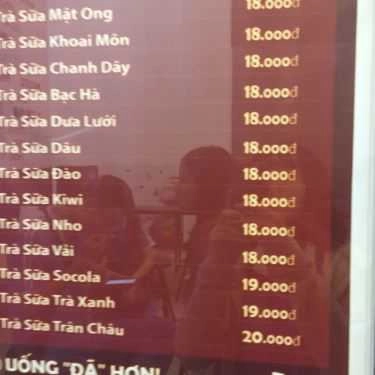 Trà Sữa Mật Ong 18.000đ
Trà Sữa Khoai Môn 18.000đ
Trà Sữa Chanh Dây 18.000đ
Trà Sữa Bạc Hà 18.000đ
Trà Sữa Dưa Lưới 18.000đ
Trà Sữa Dâu 18.000đ
Trà Sữa Đào 18.000đ
Trà Sữa Kiwi 18.000đ
Trà Sữa Nho 18.000đ
Trà Sữa Vải 18.000đ
Trà Sữa Socola 19.000đ
Trà Sữa Trà Xanh 19.000đ
Trà Sữa Trân Châu 20.000đ
UỐNG "ĐÃ" HƠN!